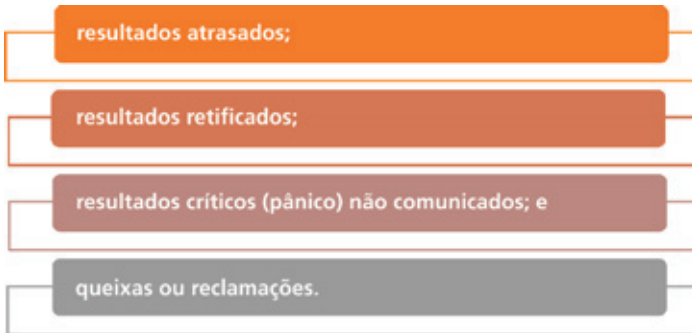 resultados atrasados;
resultados retificados;
resultados críticos (pânico) não comunicados; e
queixas ou reclamações.